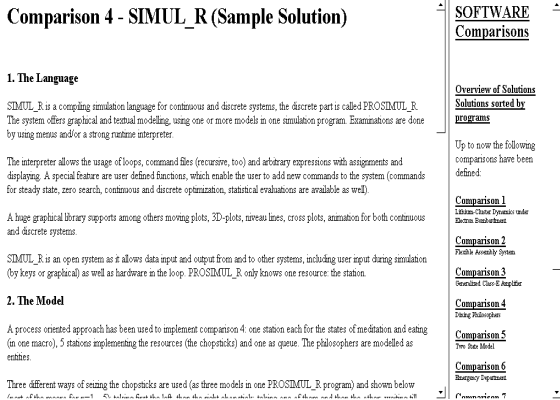 Comparison 4 - SIMUL_R (Sample Solution)
1. The Language
SIMUL_R is a compiling simulation language for continuous and discrete systems, the discrete part is called PROSIMUL_R.
The system offers graphical and textual modelling, using one or more models in one simulation program. Examinations are done
by using menus and/or a strong runtime interpreter.
The interpreter allows the usage of loops, command files (recursive, too) and arbitrary expressions with assignments and
displaying. A special feature are user defined functions, which enable the user to add new commands to the system (commands
for steady state, zero search, continuous and discrete optimization, statistical evaluations are available as well).
A huge graphical library supports among others moving plots, 3D-plots, niveau lines, cross plots, animation for both continuous
and discrete systems.
SIMUL_R is an open system as it allows data input and output from and to other systems, including user input during simulation
(by keys or graphical) as well as hardware in the loop. PROSIMUL_R only knows one resource: the station.
2. The Model
A process oriented approach has been used to implement comparison 4: one station each for the states of meditation and eating
(in one macro), 5 stations implementing the resources (the chopsticks) and one as queue. The philosophers are modelled as
entities.
Three different ways of seizing the chopsticks are used (as three models in one PROSIMUL_R program) and shown below
SOFTWARE
Comparisons
Overview of Solutions
Solutions sorted by
programs
Up to now the following
comparisons have been
defined:
Comparison 1
Lithium-Cluster Dynamics under
Electron Bombardment
Comparison 2
Flexible Assembly System
Comparison 3
Generalized Class-E Amplifier
Comparison 4
Dining Philosophers
Comparison 5
Two State Model
Comparison 6
Emergency Department